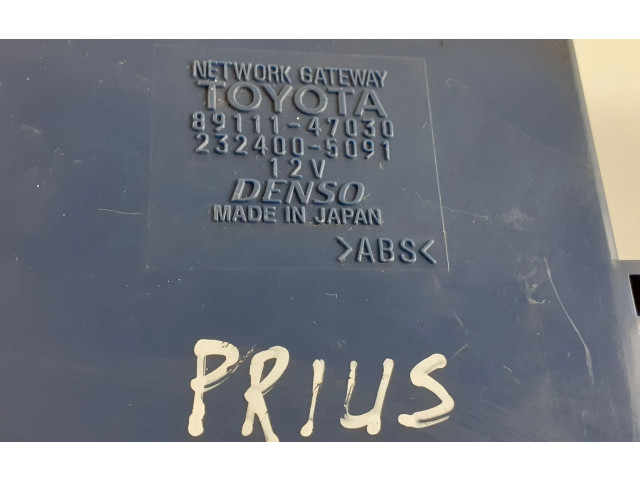 NETWORK GATEWAY
TOYOTA
89111-47030
232400-5091
12V
DENSO
MADE IN JAPAN
>ABS<
PRIUS